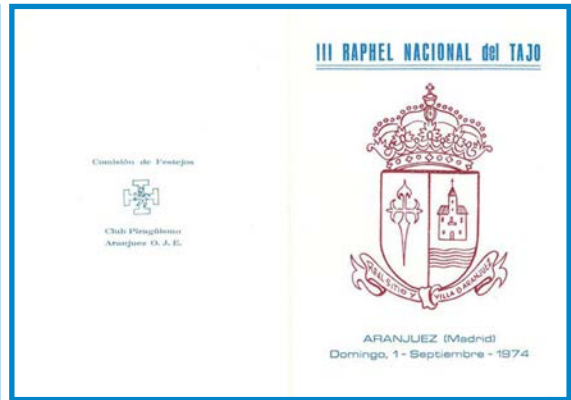 Comisión de Festejos
Club Piragüismo
Aranjuez O. J. E.
III RAPHEL NACIONAL del TAJO
REAL SITIO Y VILLA D ARANJUEZ
ARANJUEZ (Madrid)
Domingo, 1 - Septiembre - 1974